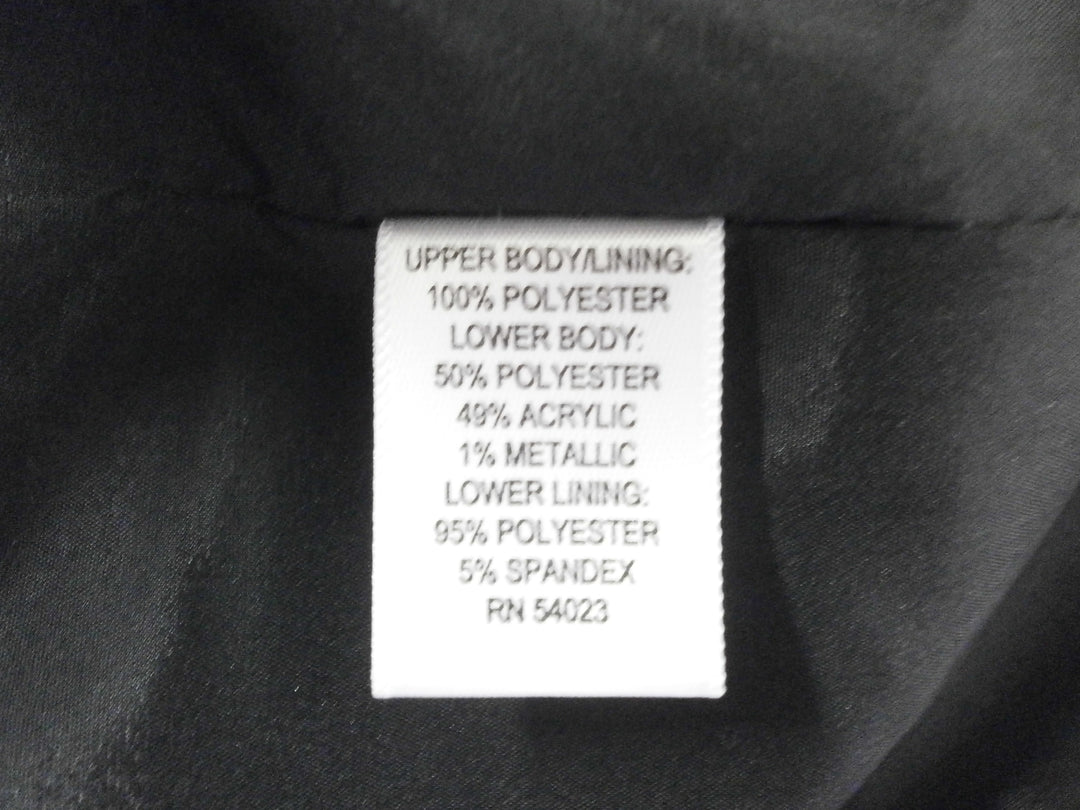 UPPER BODY/LINING:
100% POLYESTER
LOWER BODY:
50% POLYESTER
49% ACRYLIC
1% METALLIC
LOWER LINING:
95% POLYESTER
5% SPANDEX
RN 54023